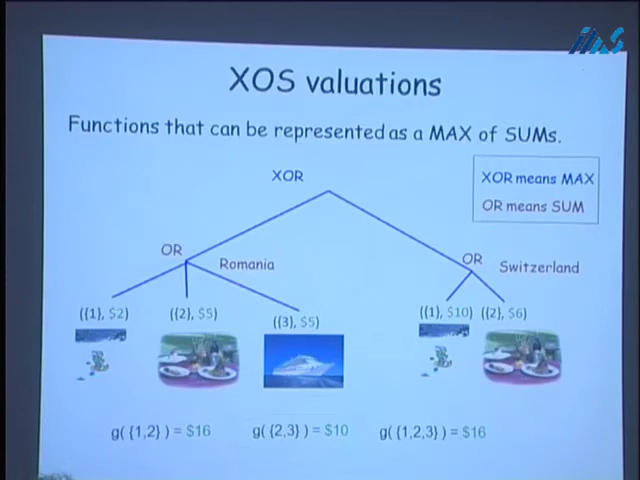 XOS valuations
Functions that can be represented as a MAX of SUMs.
XOR
XOR means MAX
OR means SUM
OR
Romania
OR
Switzerland
({1}, $2)
({2}, $5)
({3}, $5)
({1}, $10)
({2}, $6)
g( {1,2} ) = $16
g( {2,3} ) = $10
g( {1,2,3} ) = $16